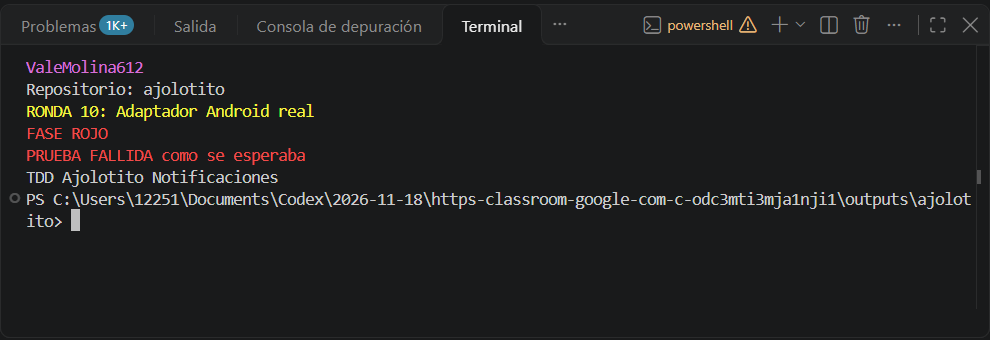 Problemas 1K+ Salida Consola de depuración Terminal ··· powershell ···
ValeMolina612
Repositorio: ajolotito
RONDA 10: Adaptador Android real
FASE ROJO
PRUEBA FALLIDA como se esperaba
TDD Ajolotito Notificaciones
PS C:\Users\12251\Documents\Codex\2026-11-18\https-classroom-google-com-c-odc3mti3mja1nji1\outputs\ajolot
ito>